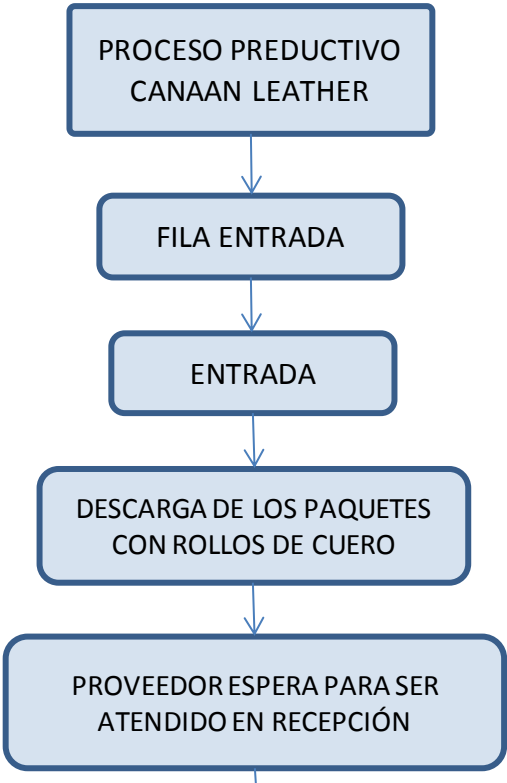 PROCESO PREDUCTIVO
CANAAN LEATHER
FILA ENTRADA
ENTRADA
DESCARGA DE LOS PAQUETES
CON ROLLOS DE CUERO
PROVEEDOR ESPERA PARA SER
ATENDIDO EN RECEPCIÓN